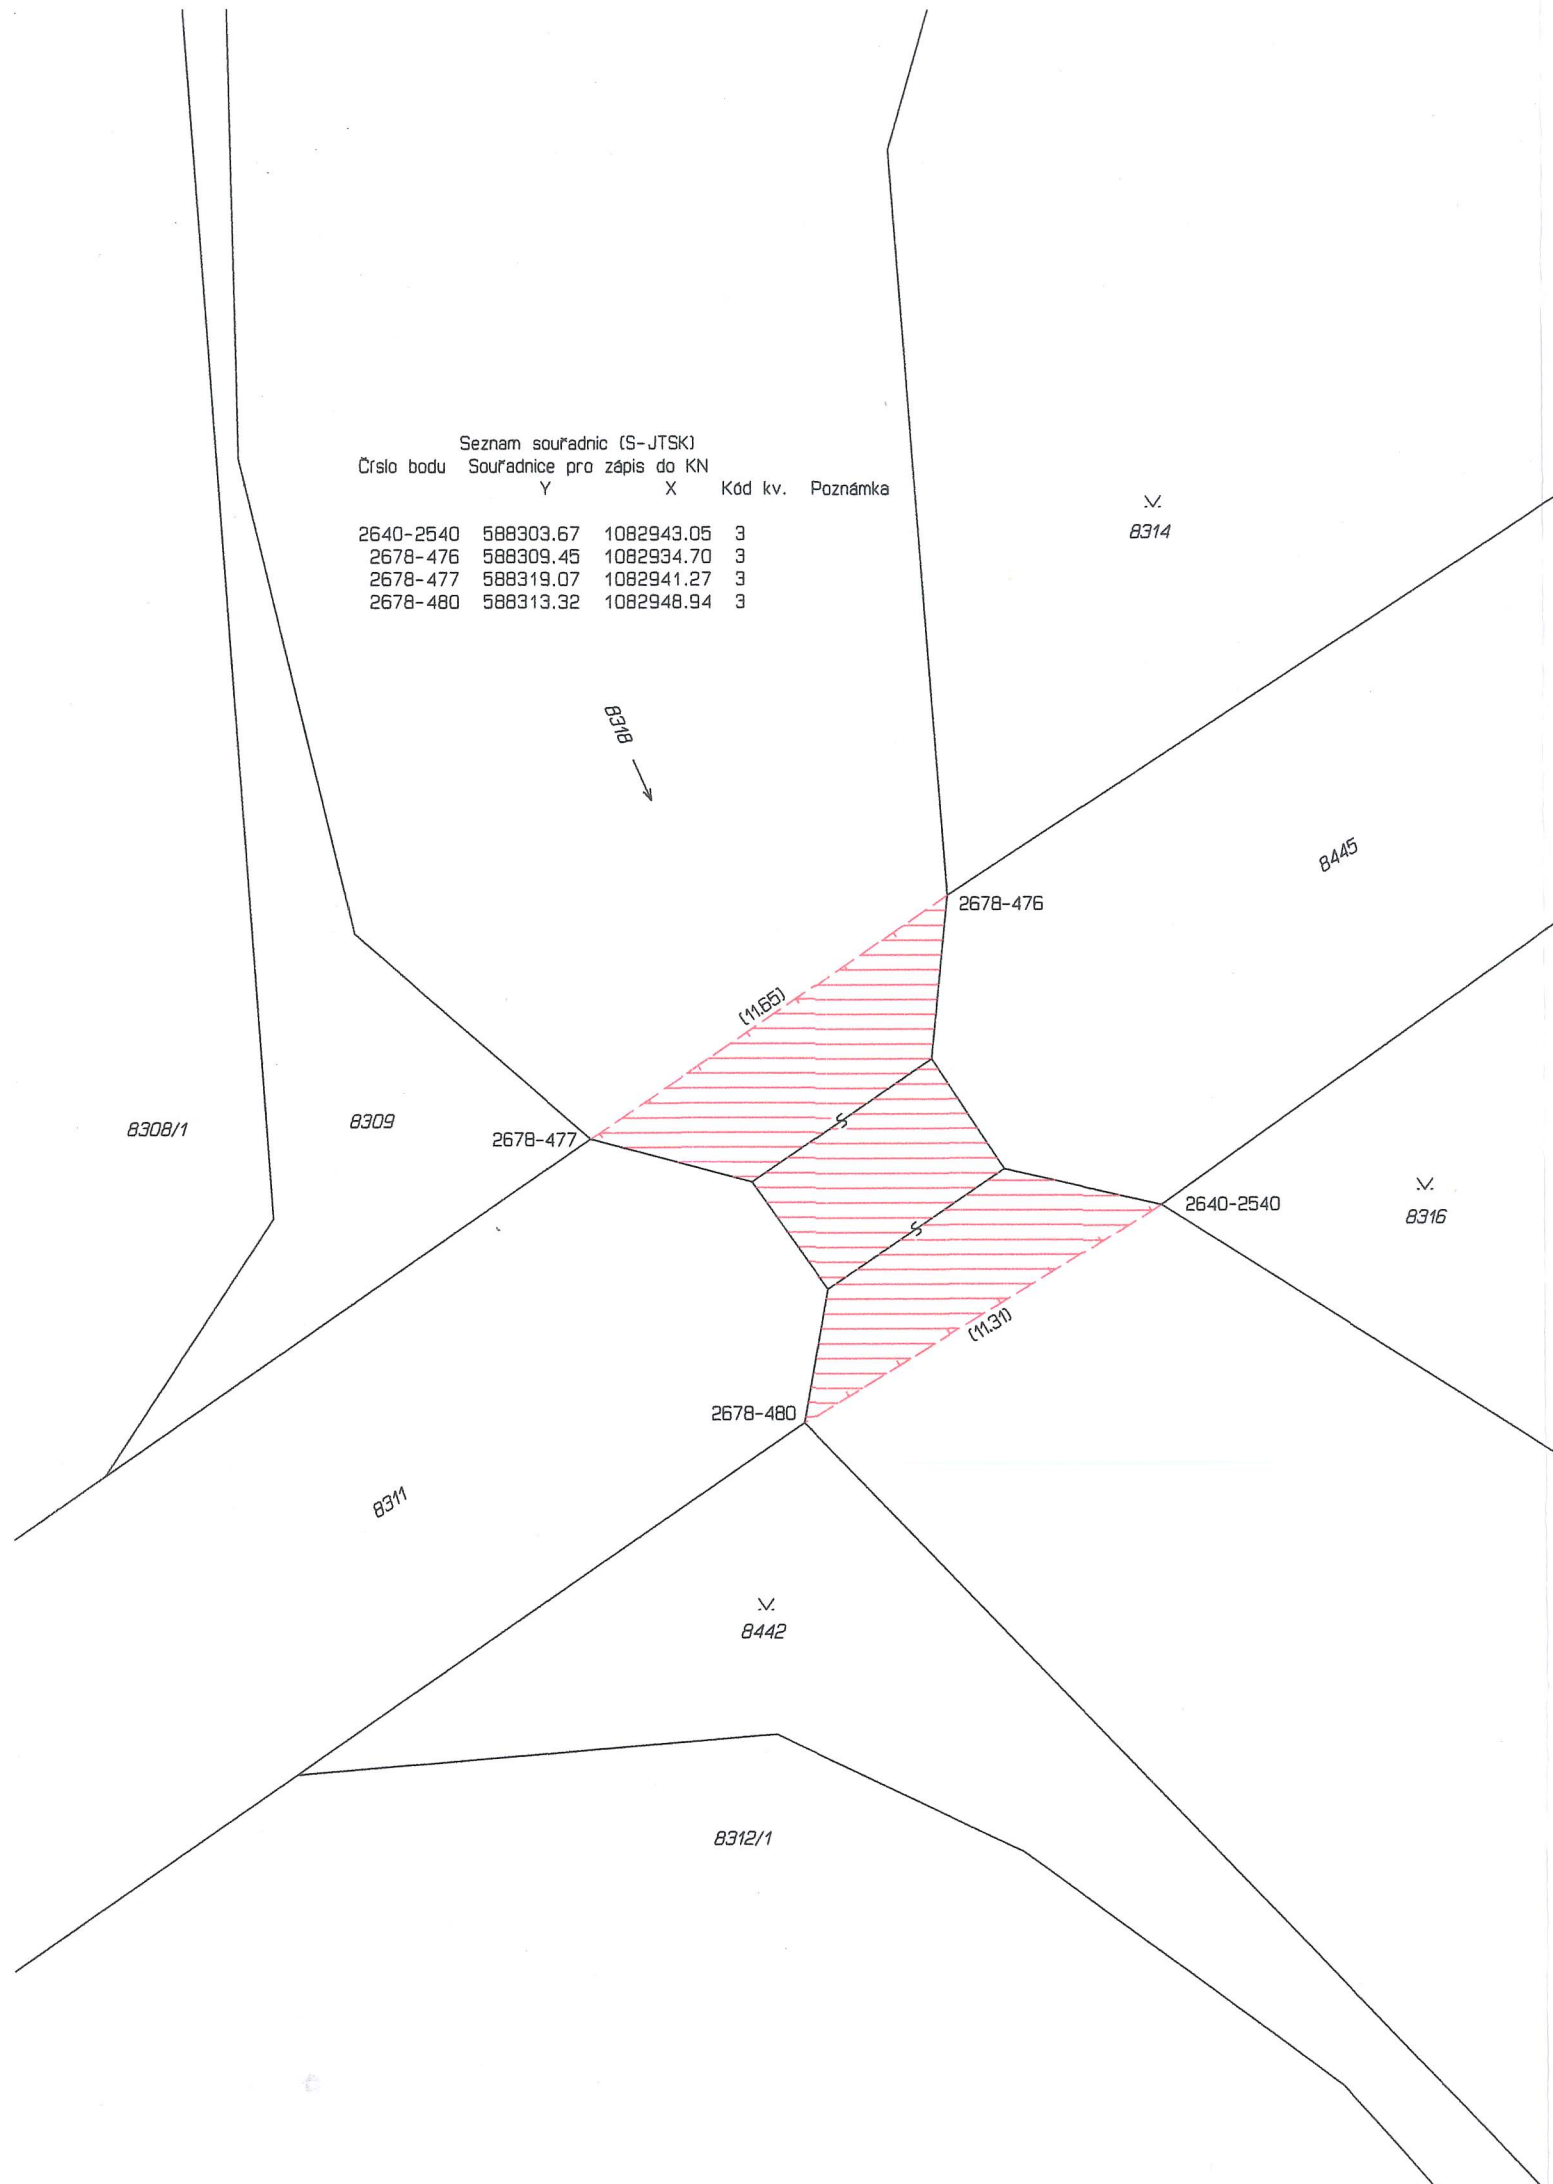 Seznam souřadnic (S-JTSK)
Číslo bodu Souřadnice pro zápis do KN
Y X Kód kv. Poznámka
2640-2540 588303.67 1082943.05 3
2678-476 588309.45 1082934.70 3
2678-477 588319.07 1082941.27 3
2678-480 588313.32 1082948.94 3
8314
8318
8445
2678-476
(11.65)
8308/1
8309
2678-477
2640-2540
8316
(11.31)
2678-480
8311
8442
8312/1